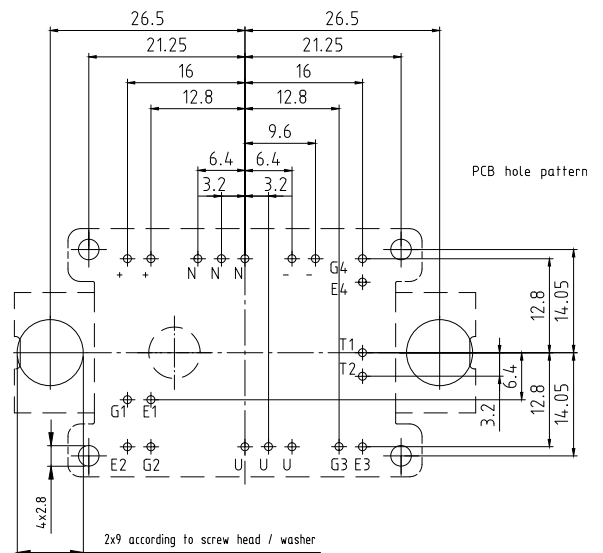 26.5 26.5
21.25 21.25
16 16
12.8 12.8
9.6
6.4 6.4
3.2 3.2
PCB hole pattern
+ + N N N - - G4
E4
T1
T2
12.8 14.05
6.4
3.2 12.8 14.05
G1 E1
E2 G2 U U U G3 E3
4x2.8
2x9 according to screw head / washer